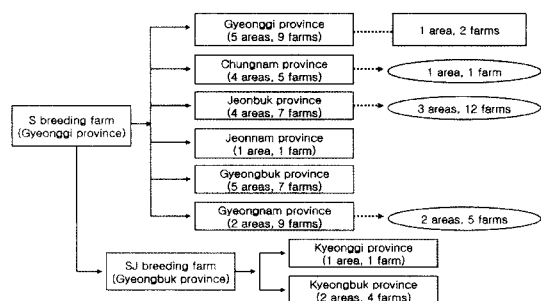 Gyeonggi province
(5 areas, 9 farms)
1 area, 2 farms
Chungnam province
(4 areas, 5 farms)
1 area, 1 farm
Jeonbuk province
(4 areas, 7 farms)
3 areas, 12 farms
S breeding farm
(Gyeonggi province)
Jeonnam province
(1 area, 1 farm)
Gyeongbuk province
(5 areas, 7 farms)
Gyeongnam province
(2 areas, 9 farms)
2 areas, 5 farms
SJ breeding farm
(Gyeongbuk province)
Kyeonggi province
(1 area, 1 farm)
Kyeongbuk province
(2 areas, 4 farms)